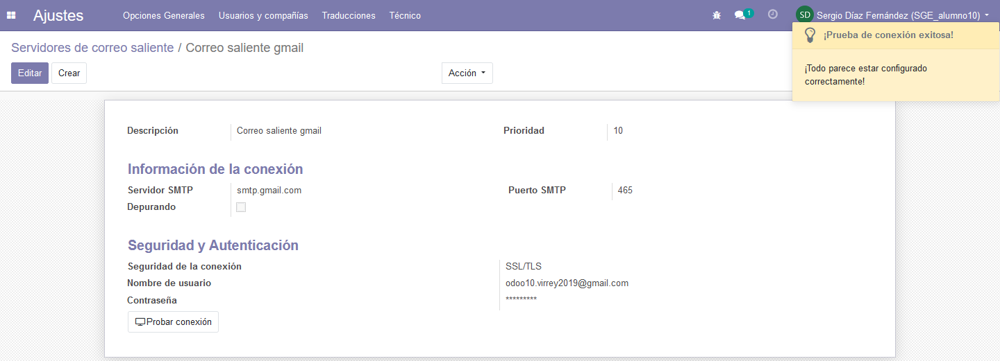 Ajustes Opciones Generales Usuarios y compañías Traducciones Técnico 1 SD Sergio Díaz Fernández (SGE_alumno10)
Servidores de correo saliente / Correo saliente gmail
¡Prueba de conexión exitosa!
Editar Crear Acción
¡Todo parece estar configurado
correctamente!
Descripción Correo saliente gmail Prioridad 10
Información de la conexión
Servidor SMTP smtp.gmail.com Puerto SMTP 465
Depurando
Seguridad y Autenticación
Seguridad de la conexión SSL/TLS
Nombre de usuario odoo10.virrey2019@gmail.com
Contraseña *********
Probar conexión